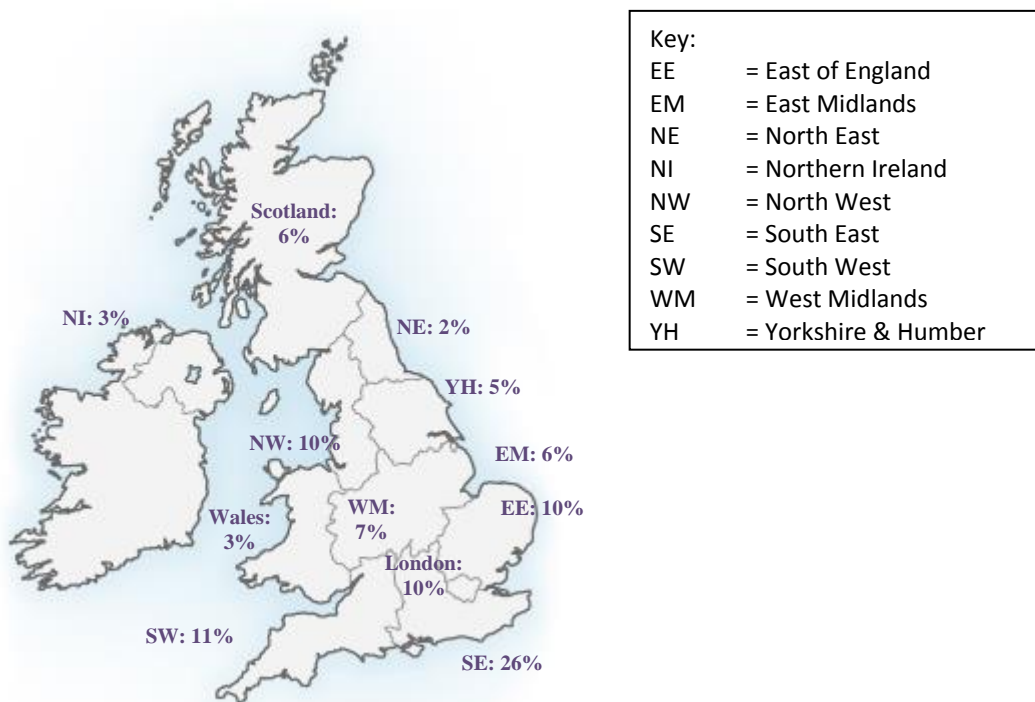 Key:
EE = East of England
EM = East Midlands
NE = North East
NI = Northern Ireland
NW = North West
SE = South East
SW = South West
WM = West Midlands
YH = Yorkshire & Humber
Scotland:
6%
NI: 3%
NE: 2%
YH: 5%
NW: 10%
EM: 6%
Wales:
3%
WM:
7%
EE: 10%
London:
10%
SW: 11%
SE: 26%